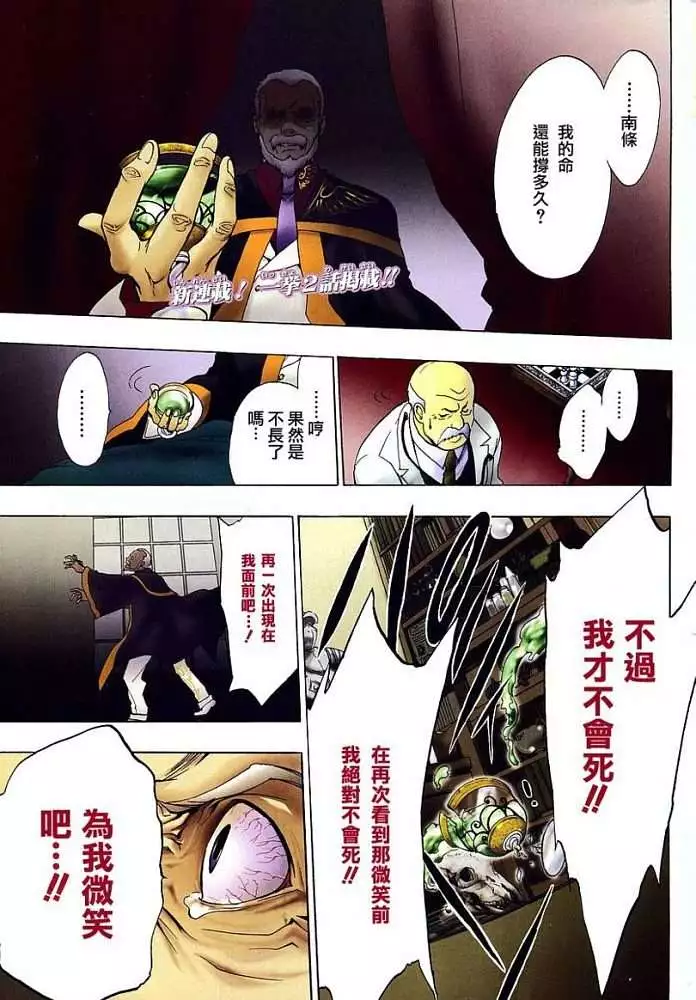 ……南條
我的命
還能撐多久？
新連載！一挙２話掲載!!
……
……
……哼
果然是
不長了
嗎…
……
不過
我才不會死!!
在再次看到那微笑前
我絕對不會死!!
再一次出現在
我面前吧…!
為我微笑
吧…!!